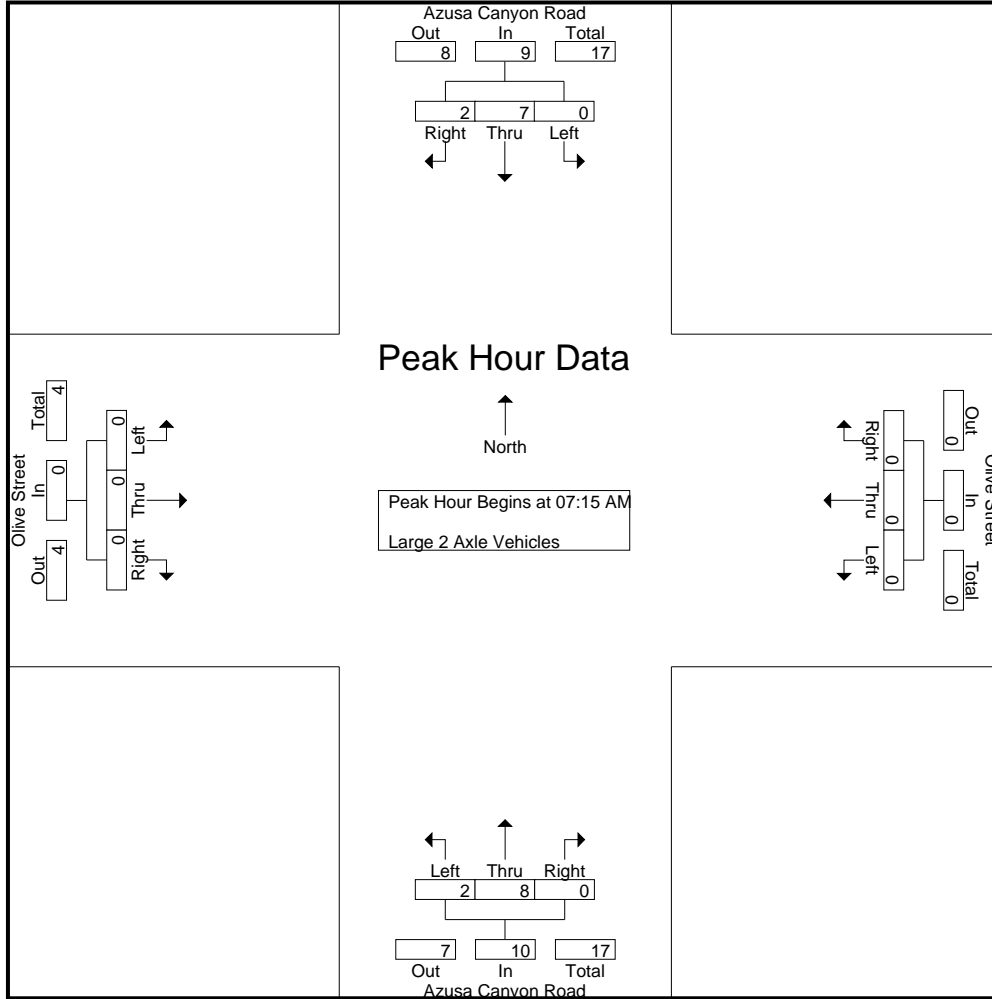 Azusa Canyon Road
Out In Total
8 9 17
2 7 0
Right Thru Left
Peak Hour Data
North
Peak Hour Begins at 07:15 AM
Large 2 Axle Vehicles
Olive Street
Out In Total
4 0 4
Left Thru Right
0 0 0
Olive Street
Out In Total
0 0 0
Right Thru Left
0 0 0
Left Thru Right
2 8 0
7 10 17
Out In Total
Azusa Canyon Road